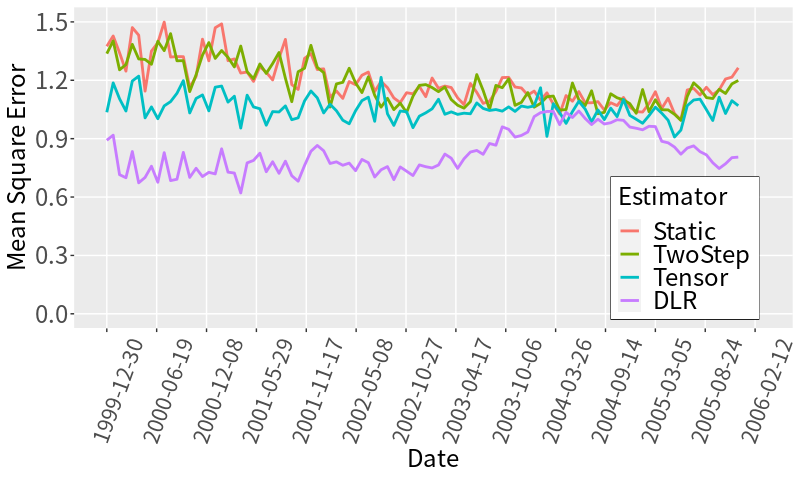 Mean Square Error
1.5
1.2
0.9
0.6
0.3
0.0
Estimator
Static
TwoStep
Tensor
DLR
1999-12-30
2000-06-19
2000-12-08
2001-05-29
2001-11-17
2002-05-08
2002-10-27
2003-04-17
2003-10-06
2004-03-26
2004-09-14
2005-03-05
2005-08-24
2006-02-12
Date